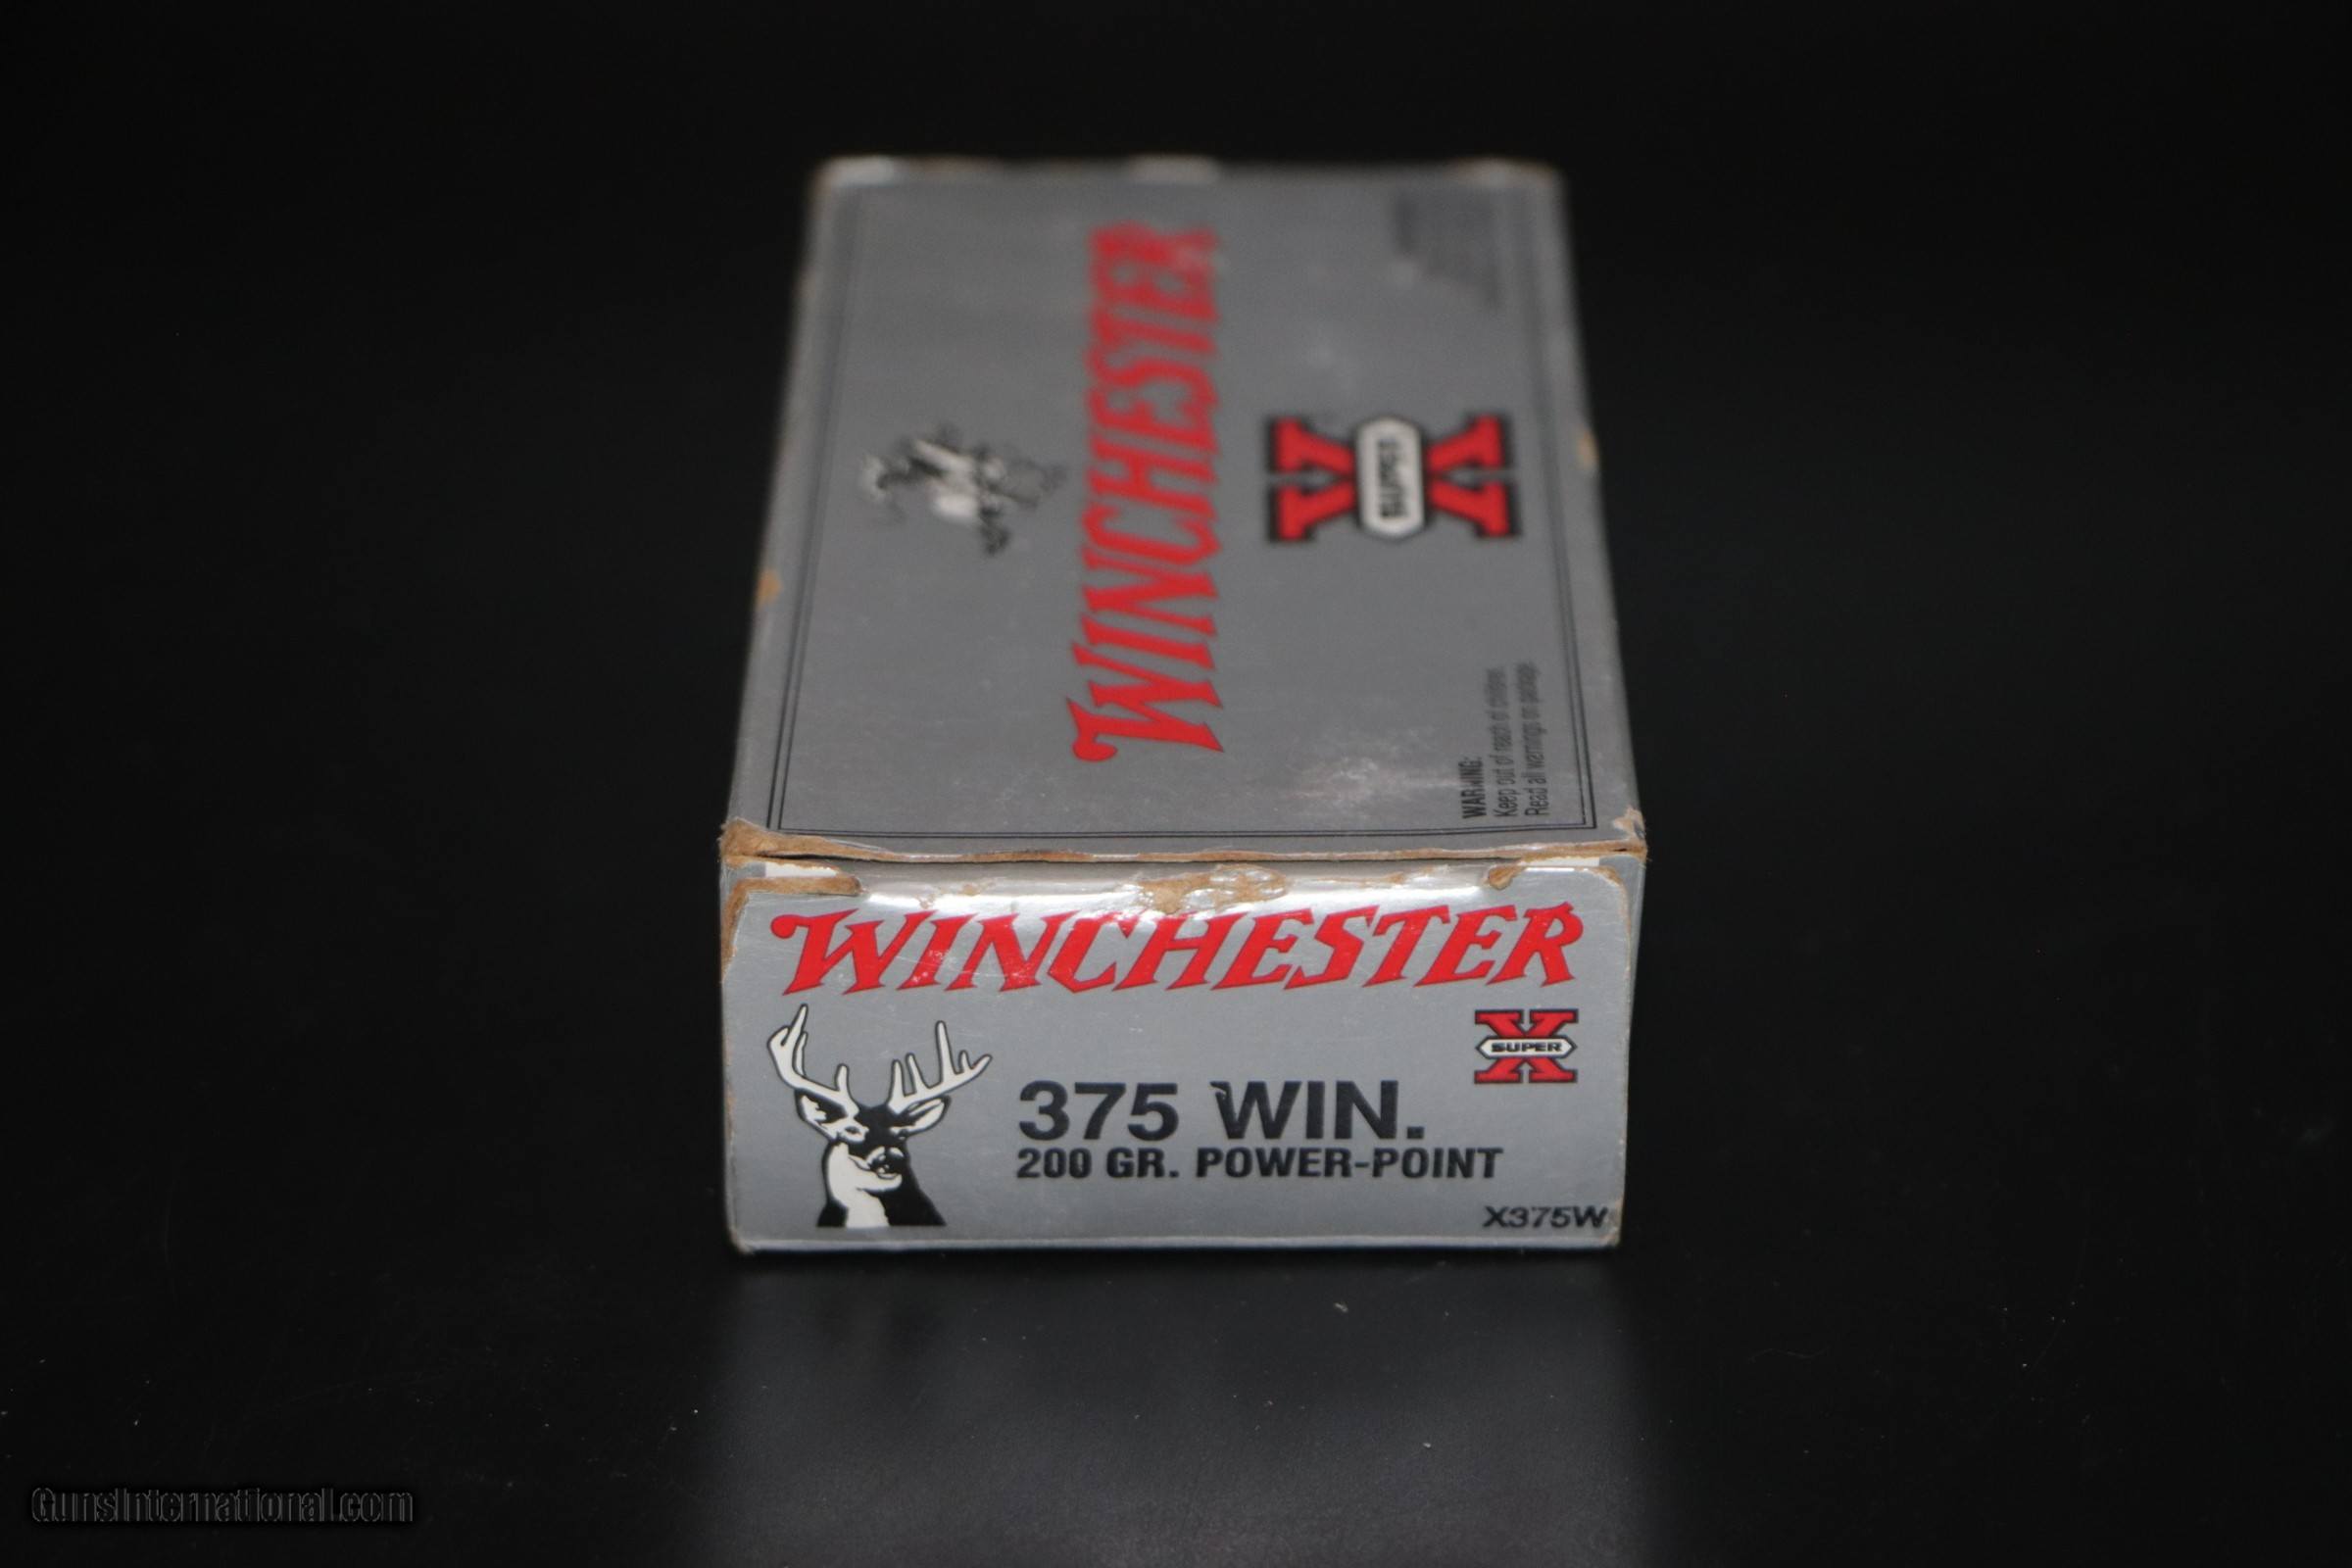 WINCHESTER
SUPER X
WARNING:
Keep out of reach of children.
Read all warnings on package.
WINCHESTER
SUPER X
375 WIN.
200 GR. POWER-POINT
X375W
GunsInternational.com